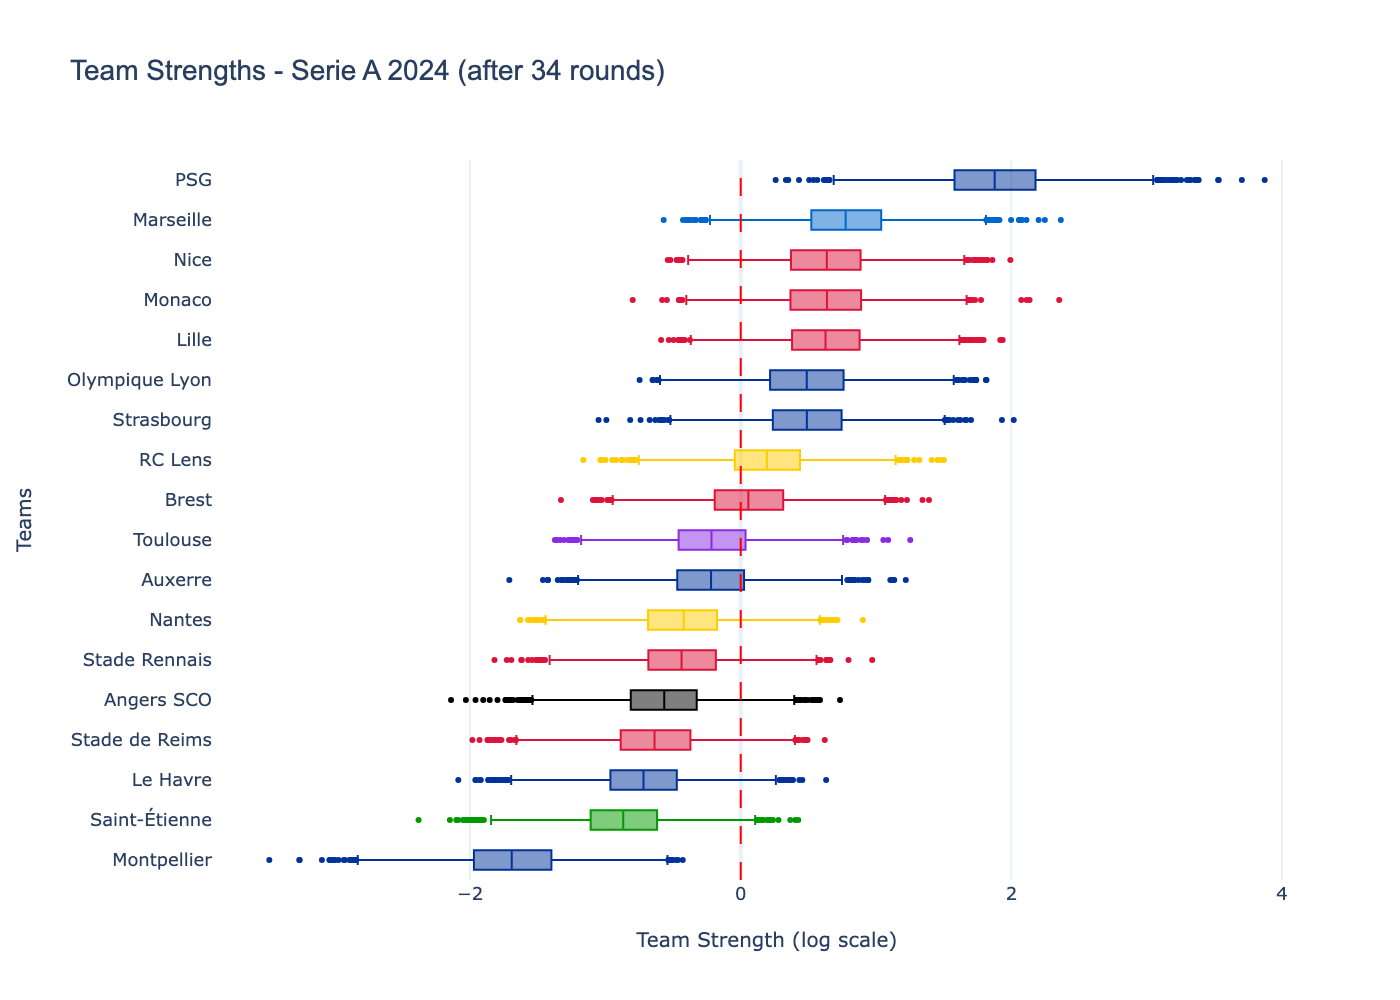 Team Strengths - Serie A 2024 (after 34 rounds)
PSG
Marseille
Nice
Monaco
Lille
Olympique Lyon
Strasbourg
RC Lens
Brest
Toulouse
Auxerre
Nantes
Stade Rennais
Angers SCO
Stade de Reims
Le Havre
Saint-Étienne
Montpellier
Teams
−2
0
2
4
Team Strength (log scale)